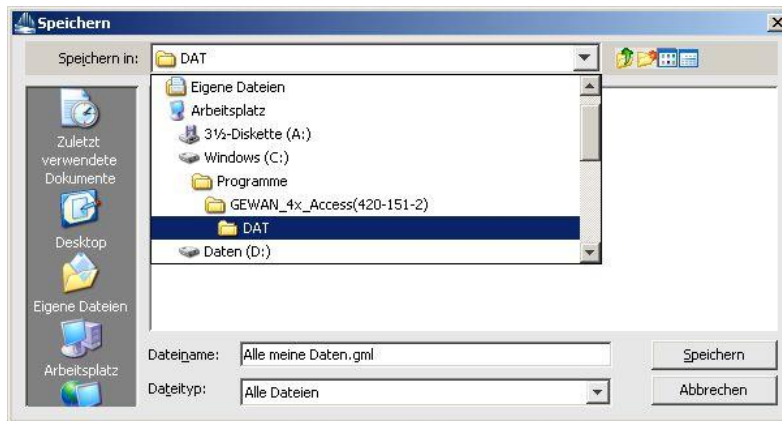 Speichern
Speichern in:
DAT
Eigene Dateien
Arbeitsplatz
3½-Diskette (A:)
Windows (C:)
Programme
GEWAN_4x_Access(420-151-2)
DAT
Daten (D:)
Zuletzt
verwendete
Dokumente
Desktop
Eigene Dateien
Arbeitsplatz
Dateiname:
Alle meine Daten.gml
Speichern
Dateityp:
Alle Dateien
Abbrechen